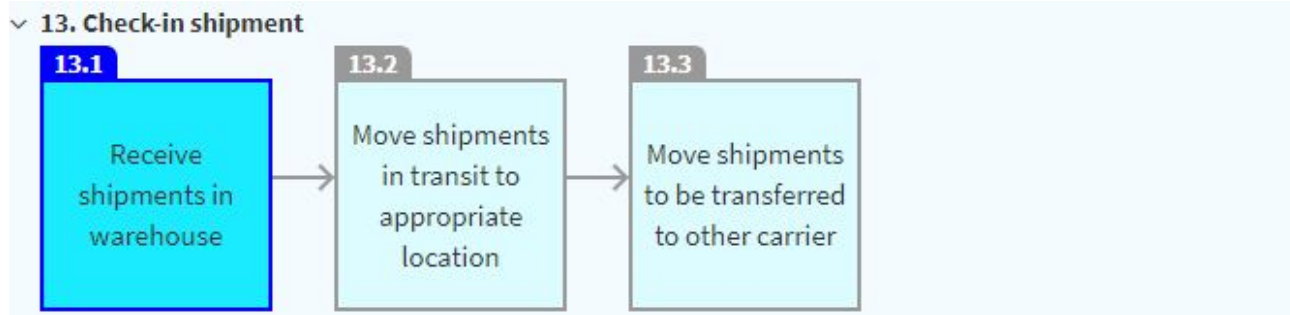 13. Check-in shipment
13.1
Receive
shipments in
warehouse
13.2
Move shipments
in transit to
appropriate
location
13.3
Move shipments
to be transferred
to other carrier